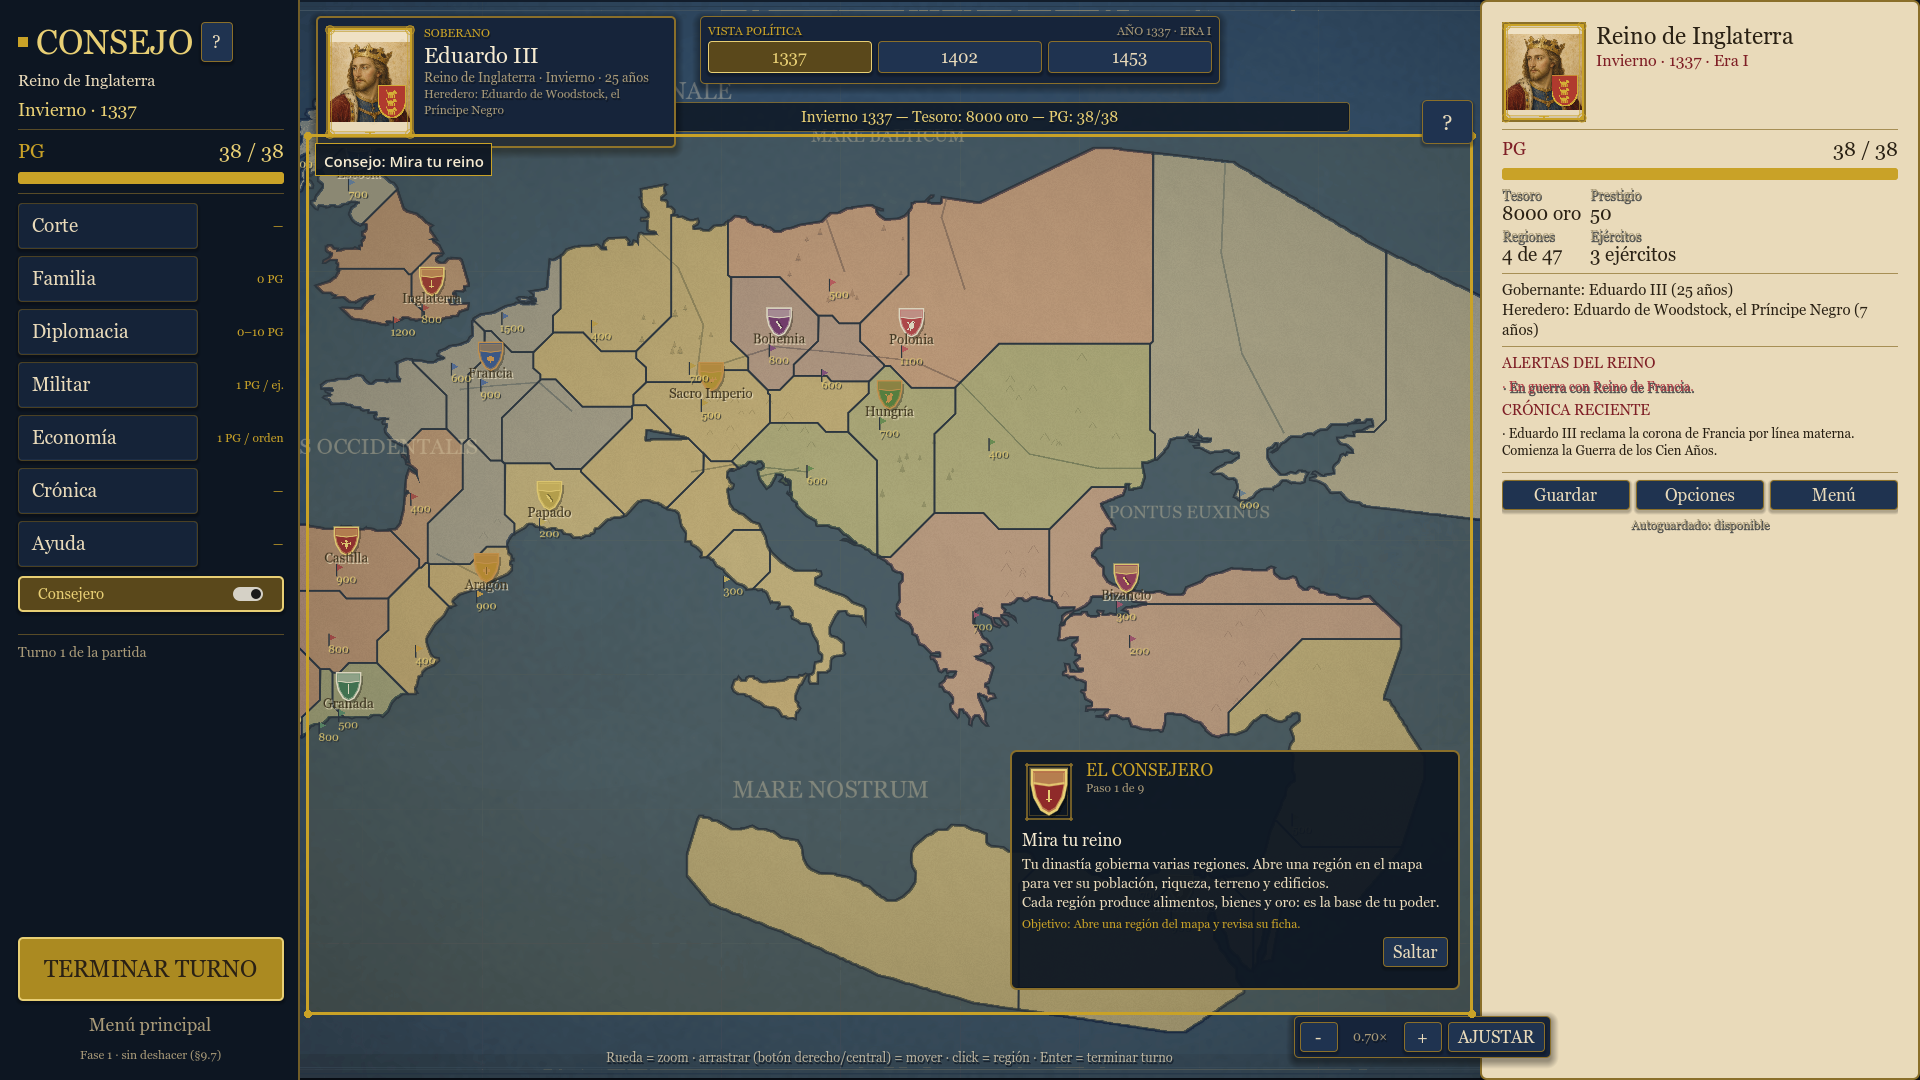 CONSEJO
?
Reino de Inglaterra
Invierno · 1337
PG 38 / 38
Corte –
Familia 0 PG
Diplomacia 0–10 PG
Militar 1 PG / ej.
Economía 1 PG / orden
Crónica –
Ayuda –
Consejero
Turno 1 de la partida
TERMINAR TURNO
Menú principal
Fase 1 · sin deshacer (§9.7)
SOBERANO
Eduardo III
Reino de Inglaterra · Invierno · 25 años
Heredero: Eduardo de Woodstock, el
Príncipe Negro
VISTA POLÍTICA AÑO 1337 · ERA I
1337 1402 1453
Invierno 1337 — Tesoro: 8000 oro — PG: 38/38
?
Consejo: Mira tu reino
MARE BALTICUM
700
Inglaterra
800
1200
1500
400
500
Bohemia
800
Polonia
1100
Francia
600
900
700
Sacro Imperio
500
600
Hungría
700
400
S OCCIDENTALIS
400
600
Papado
200
PONTUS EUXINUS
600
Castilla
900
Aragón
900
300
Bizancio
300
700
200
800
400
Granada
500
800
MARE NOSTRUM
EL CONSEJERO
Paso 1 de 9
Mira tu reino
Tu dinastía gobierna varias regiones. Abre una región en el mapa
para ver su población, riqueza, terreno y edificios.
Cada región produce alimentos, bienes y oro: es la base de tu poder.
Objetivo: Abre una región del mapa y revisa su ficha.
Saltar
- 0.70× + AJUSTAR
Rueda = zoom · arrastrar (botón derecho/central) = mover · click = región · Enter = terminar turno
Reino de Inglaterra
Invierno · 1337 · Era I
PG 38 / 38
Tesoro Prestigio
8000 oro 50
Regiones Ejércitos
4 de 47 3 ejércitos
Gobernante: Eduardo III (25 años)
Heredero: Eduardo de Woodstock, el Príncipe Negro (7
años)
ALERTAS DEL REINO
· En guerra con Reino de Francia.
CRÓNICA RECIENTE
· Eduardo III reclama la corona de Francia por línea materna.
Comienza la Guerra de los Cien Años.
Guardar Opciones Menú
Autoguardado: disponible